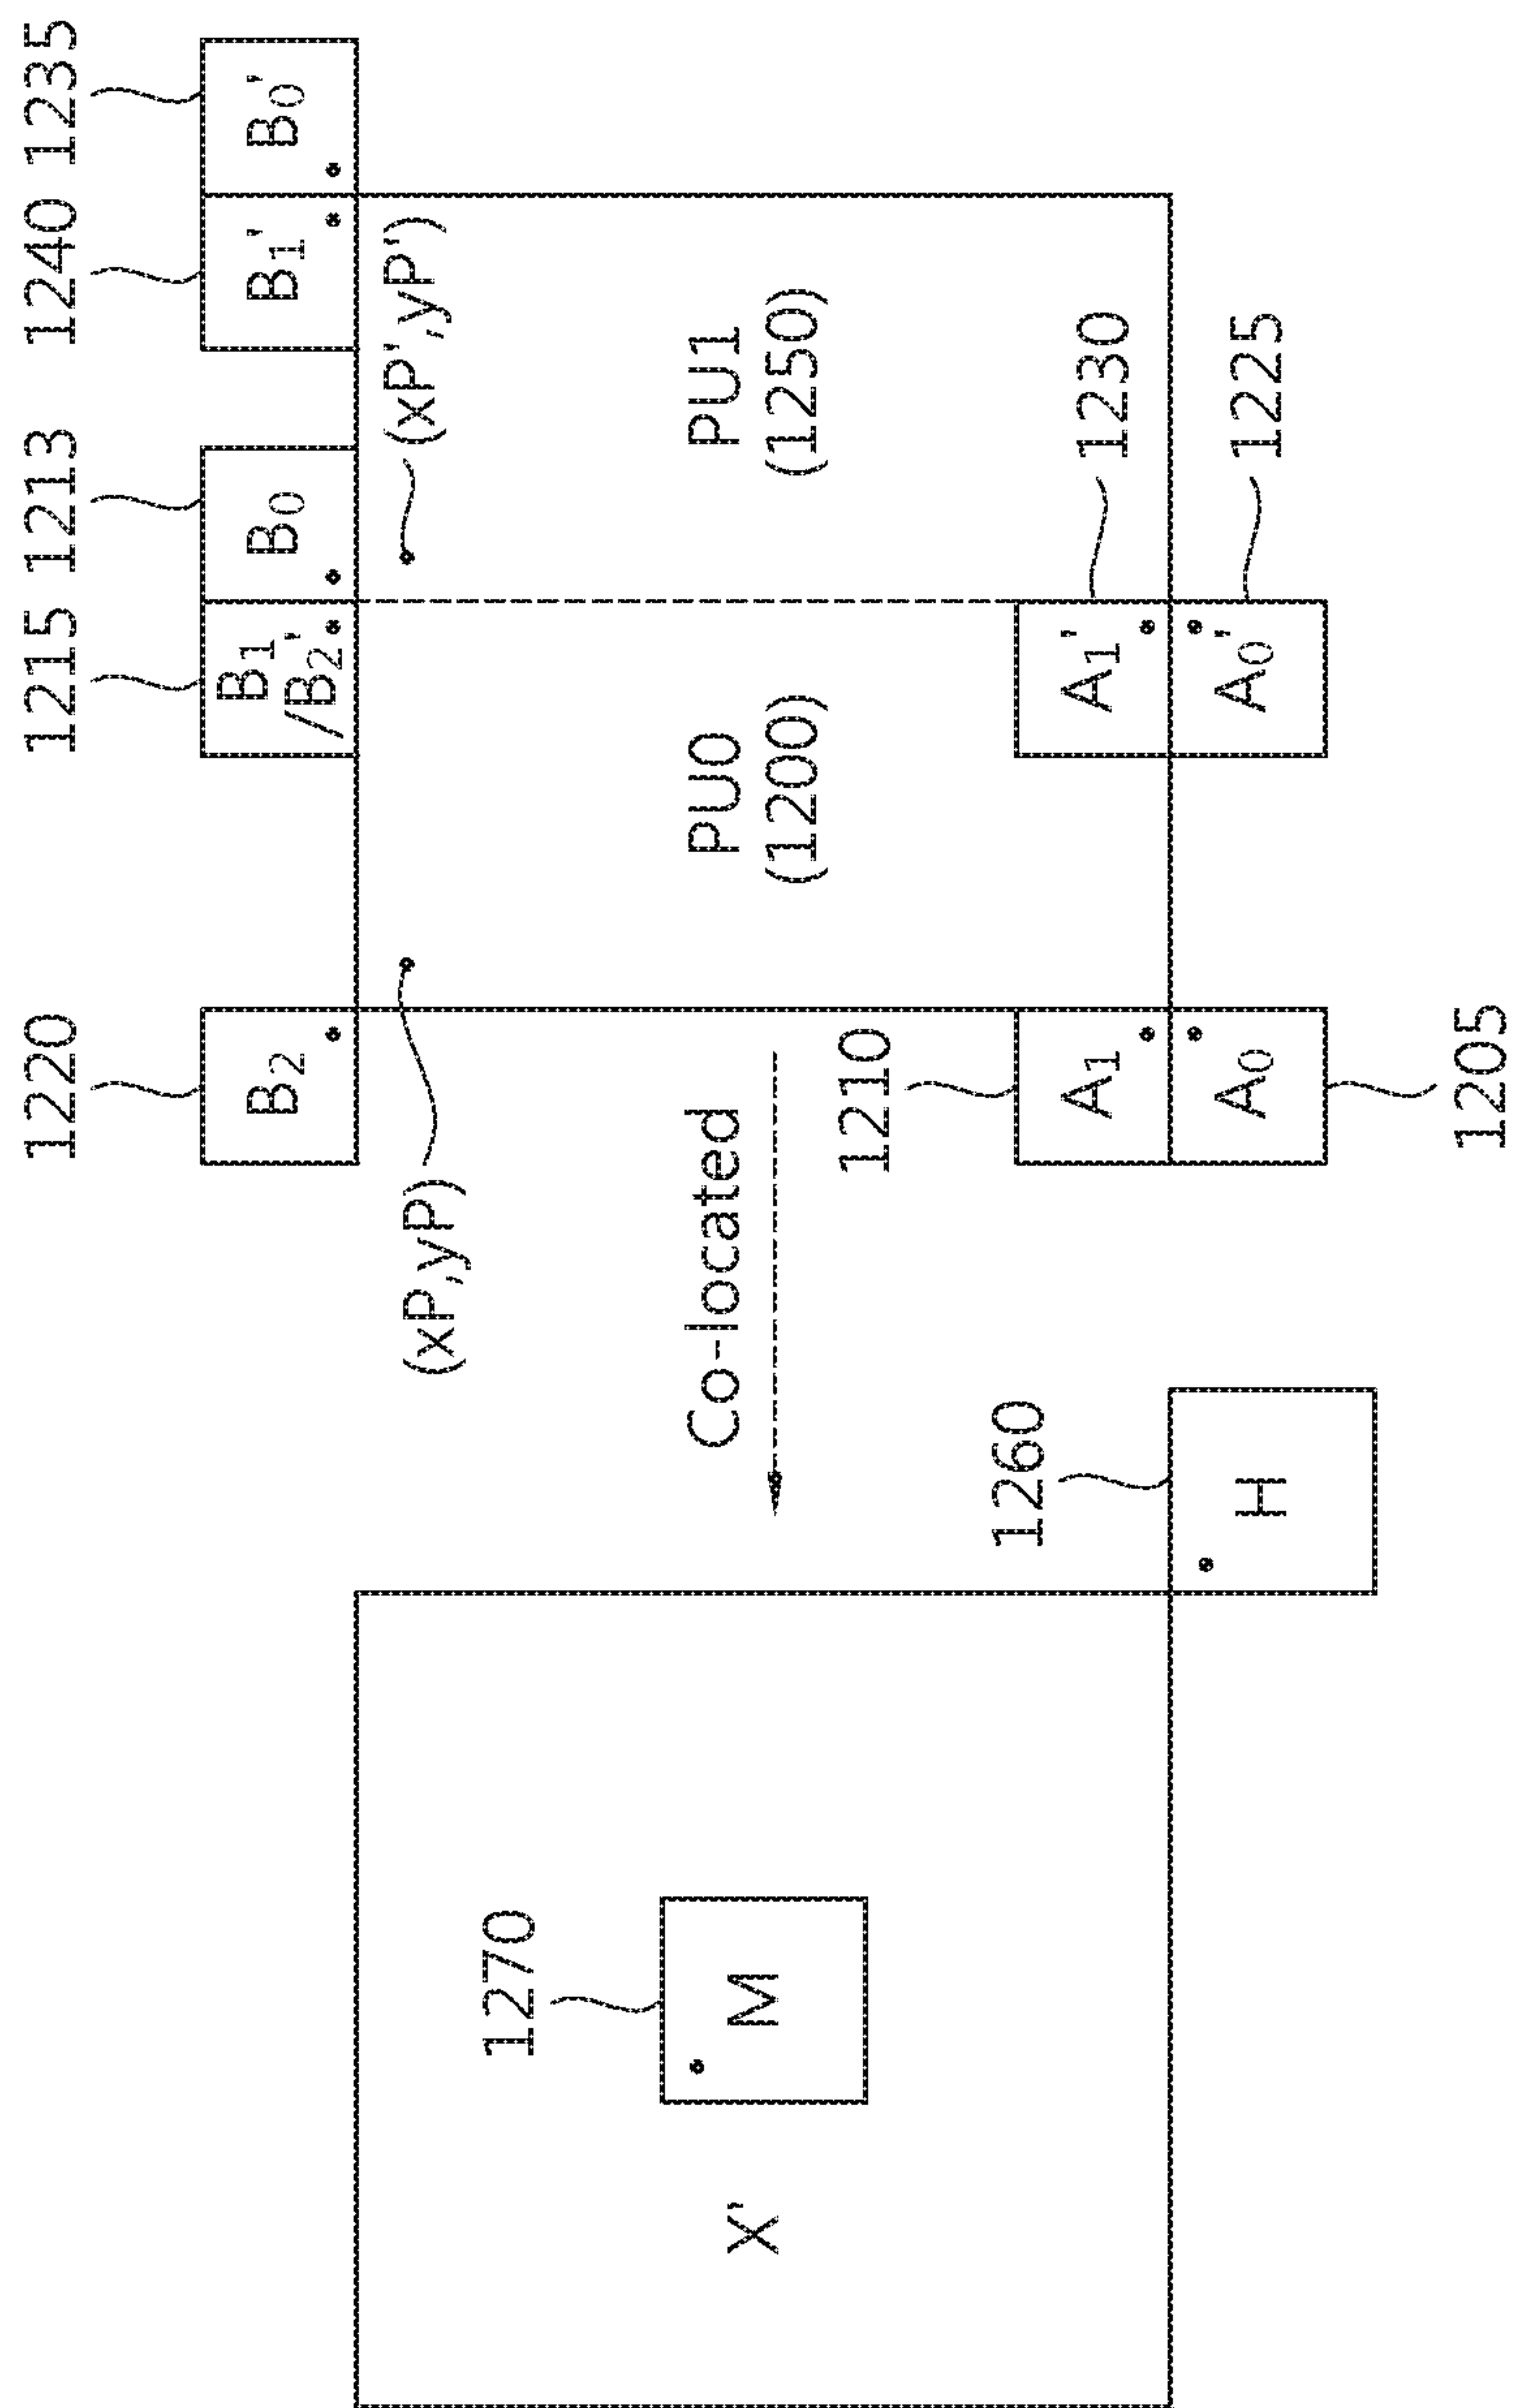 1220
1215
1213
1240
1235
B₂
B₁
/B₂'
B₀
B₁'
B₀'
(xP,yP)
(xP',yP')
1270
X'
M
Co-located
PU0
(1200)
PU1
(1250)
1210
1260
A₁
A₁'
1230
H
A₀
A₀'
1225
1205